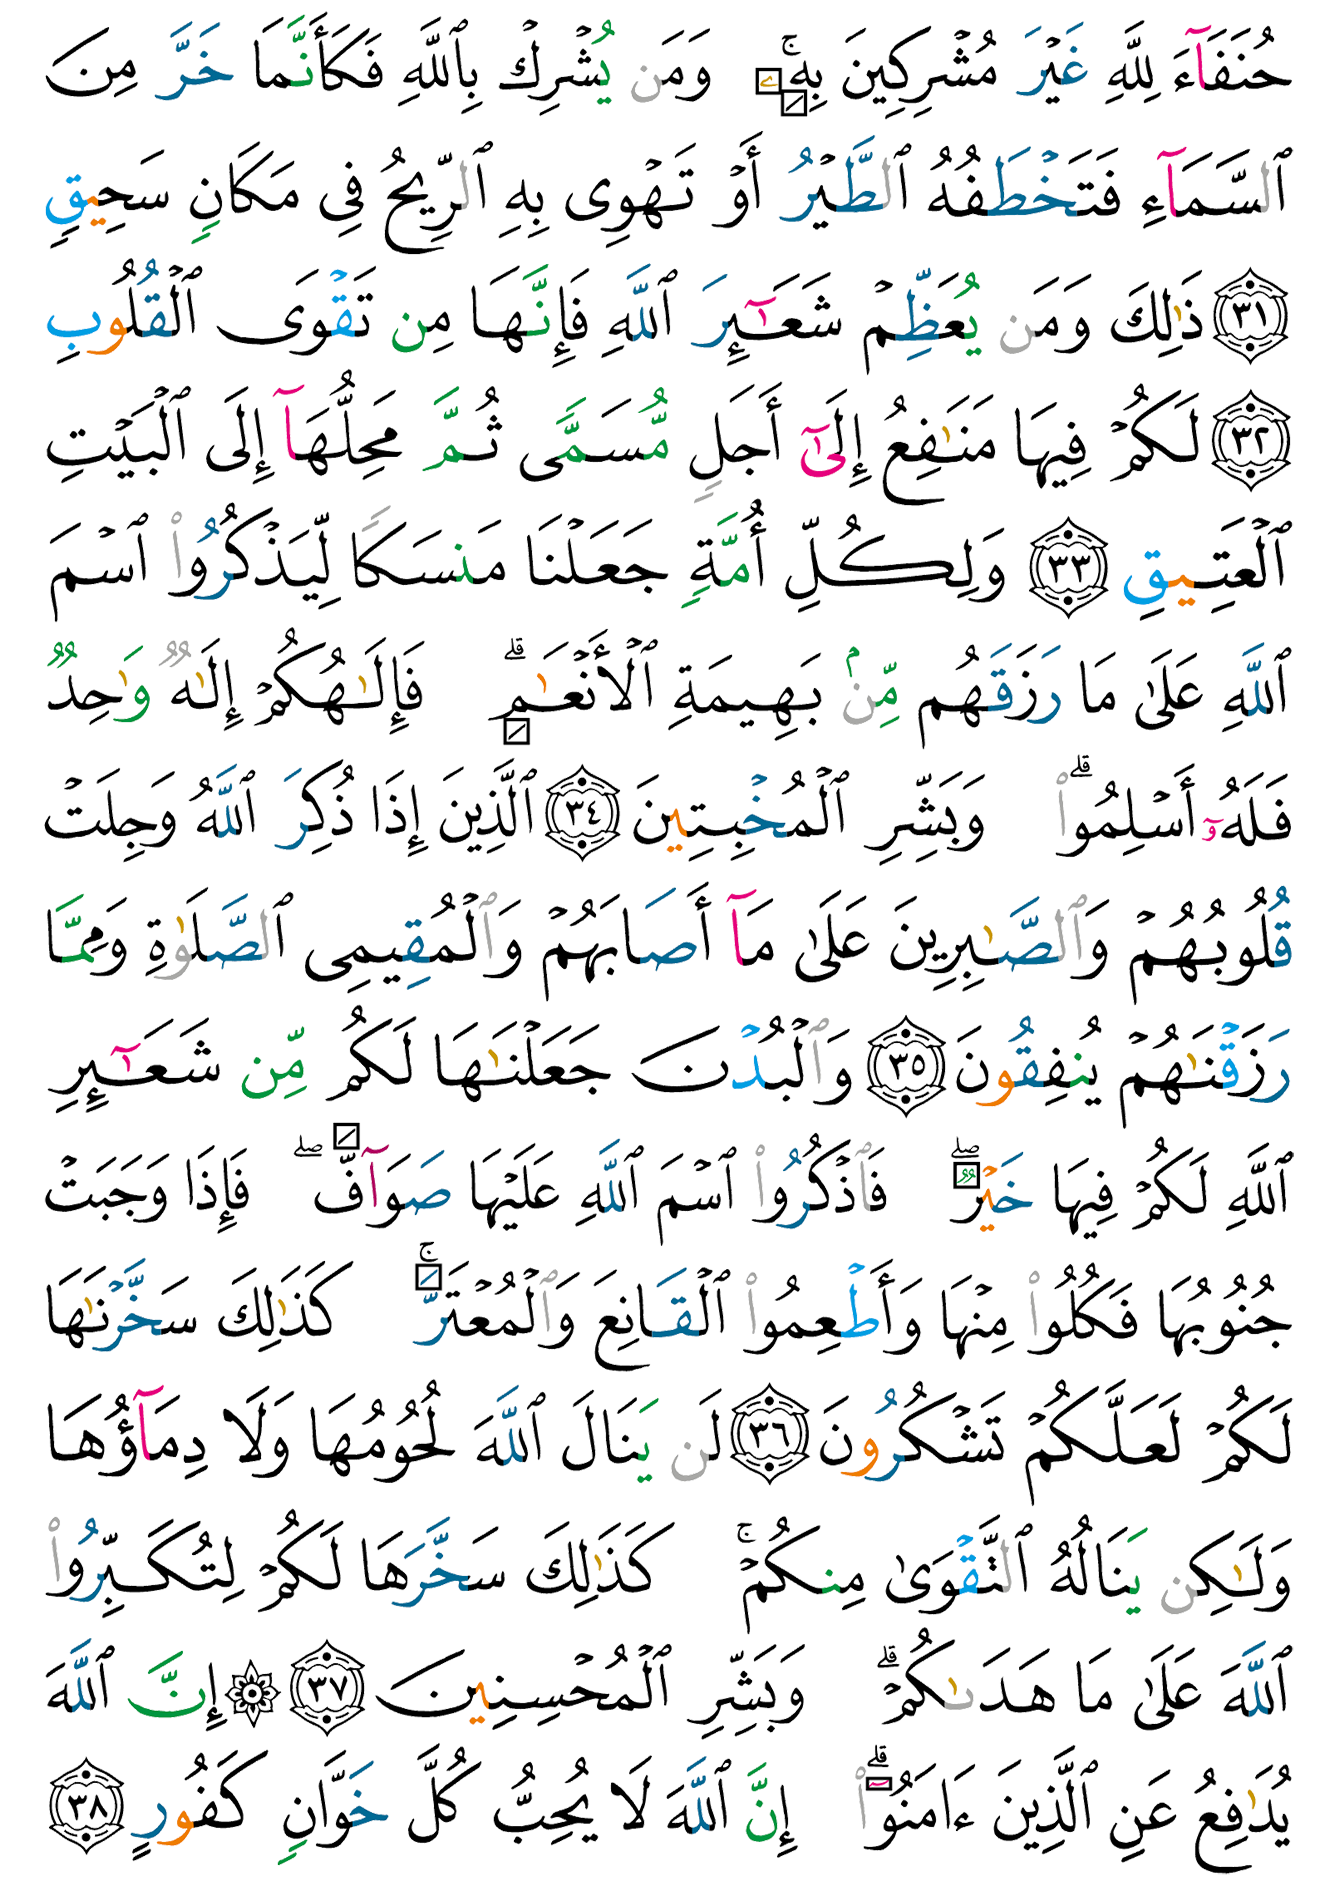 حُنَفَآءَ لِلَّهِ غَيْرَ مُشْرِكِينَ بِهِۦ ۚ وَمَن يُشْرِكْ بِٱللَّهِ فَكَأَنَّمَا خَرَّ مِنَ
ٱلسَّمَآءِ فَتَخْطَفُهُ ٱلطَّيْرُ أَوْ تَهْوِى بِهِ ٱلرِّيحُ فِى مَكَانٍ سَحِيقٍ
٣١ ذَٰلِكَ وَمَن يُعَظِّمْ شَعَـٰٓئِرَ ٱللَّهِ فَإِنَّهَا مِن تَقْوَى ٱلْقُلُوبِ
٣٢ لَكُمْ فِيهَا مَنَـٰفِعُ إِلَىٰٓ أَجَلٍ مُّسَمًّى ثُمَّ مَحِلُّهَآ إِلَى ٱلْبَيْتِ
ٱلْعَتِيقِ ٣٣ وَلِكُلِّ أُمَّةٍ جَعَلْنَا مَنسَكًا لِّيَذْكُرُوا۟ ٱسْمَ
ٱللَّهِ عَلَىٰ مَا رَزَقَهُم مِّنۢ بَهِيمَةِ ٱلْأَنْعَـٰمِ ۗ فَإِلَـٰهُكُمْ إِلَـٰهٌ وَٰحِدٌ
فَلَهُۥٓ أَسْلِمُوا۟ ۗ وَبَشِّرِ ٱلْمُخْبِتِينَ ٣٤ ٱلَّذِينَ إِذَا ذُكِرَ ٱللَّهُ وَجِلَتْ
قُلُوبُهُمْ وَٱلصَّـٰبِرِينَ عَلَىٰ مَآ أَصَابَهُمْ وَٱلْمُقِيمِى ٱلصَّلَوٰةِ وَمِمَّا
رَزَقْنَـٰهُمْ يُنفِقُونَ ٣٥ وَٱلْبُدْنَ جَعَلْنَـٰهَا لَكُم مِّن شَعَـٰٓئِرِ
ٱللَّهِ لَكُمْ فِيهَا خَيْرٌ ۖ فَٱذْكُرُوا۟ ٱسْمَ ٱللَّهِ عَلَيْهَا صَوَآفَّ ۖ فَإِذَا وَجَبَتْ
جُنُوبُهَا فَكُلُوا۟ مِنْهَا وَأَطْعِمُوا۟ ٱلْقَانِعَ وَٱلْمُعْتَرَّ ۚ كَذَٰلِكَ سَخَّرْنَـٰهَا
لَكُمْ لَعَلَّكُمْ تَشْكُرُونَ ٣٦ لَن يَنَالَ ٱللَّهَ لُحُومُهَا وَلَا دِمَآؤُهَا
وَلَـٰكِن يَنَالُهُ ٱلتَّقْوَىٰ مِنكُمْ ۚ كَذَٰلِكَ سَخَّرَهَا لَكُمْ لِتُكَبِّرُوا۟
ٱللَّهَ عَلَىٰ مَا هَدَىٰكُمْ ۗ وَبَشِّرِ ٱلْمُحْسِنِينَ ٣٧ ۞ إِنَّ ٱللَّهَ
يُدَٰفِعُ عَنِ ٱلَّذِينَ ءَامَنُوٓا۟ ۗ إِنَّ ٱللَّهَ لَا يُحِبُّ كُلَّ خَوَّانٍ كَفُورٍ ٣٨